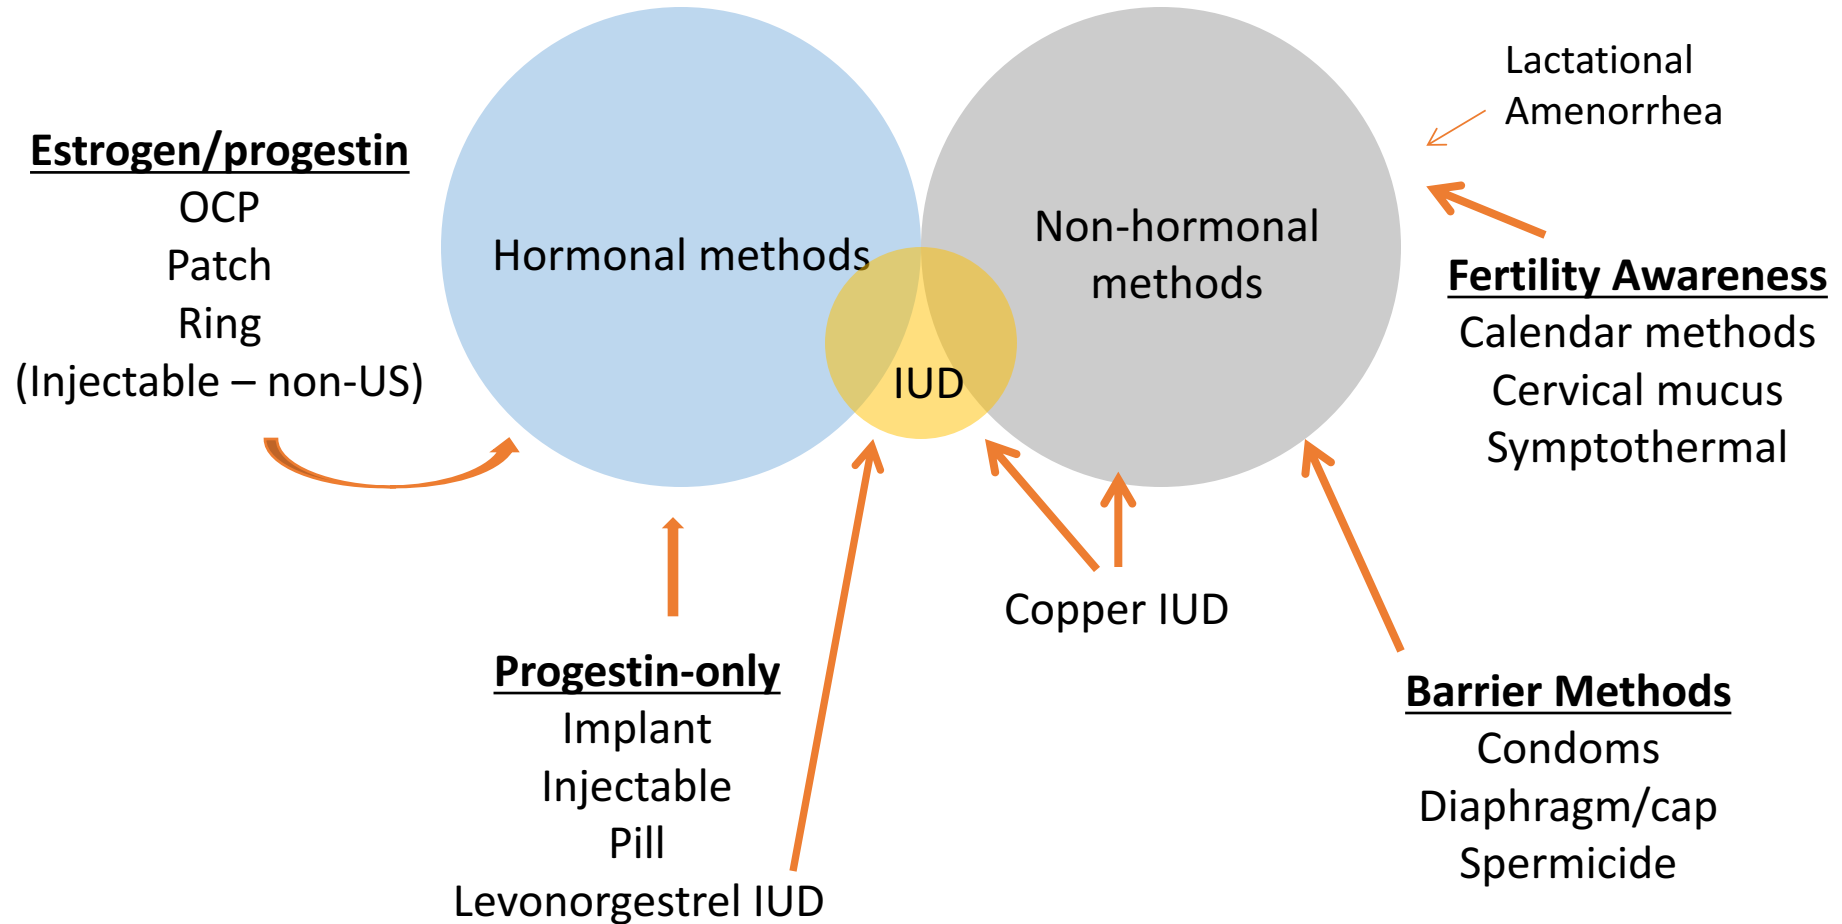 Estrogen/progestin
OCP
Patch
Ring
(Injectable – non-US)
Hormonal methods
Non-hormonal
methods
IUD
Lactational
Amenorrhea
Fertility Awareness
Calendar methods
Cervical mucus
Symptothermal
Copper IUD
Progestin-only
Implant
Injectable
Pill
Levonorgestrel IUD
Barrier Methods
Condoms
Diaphragm/cap
Spermicide